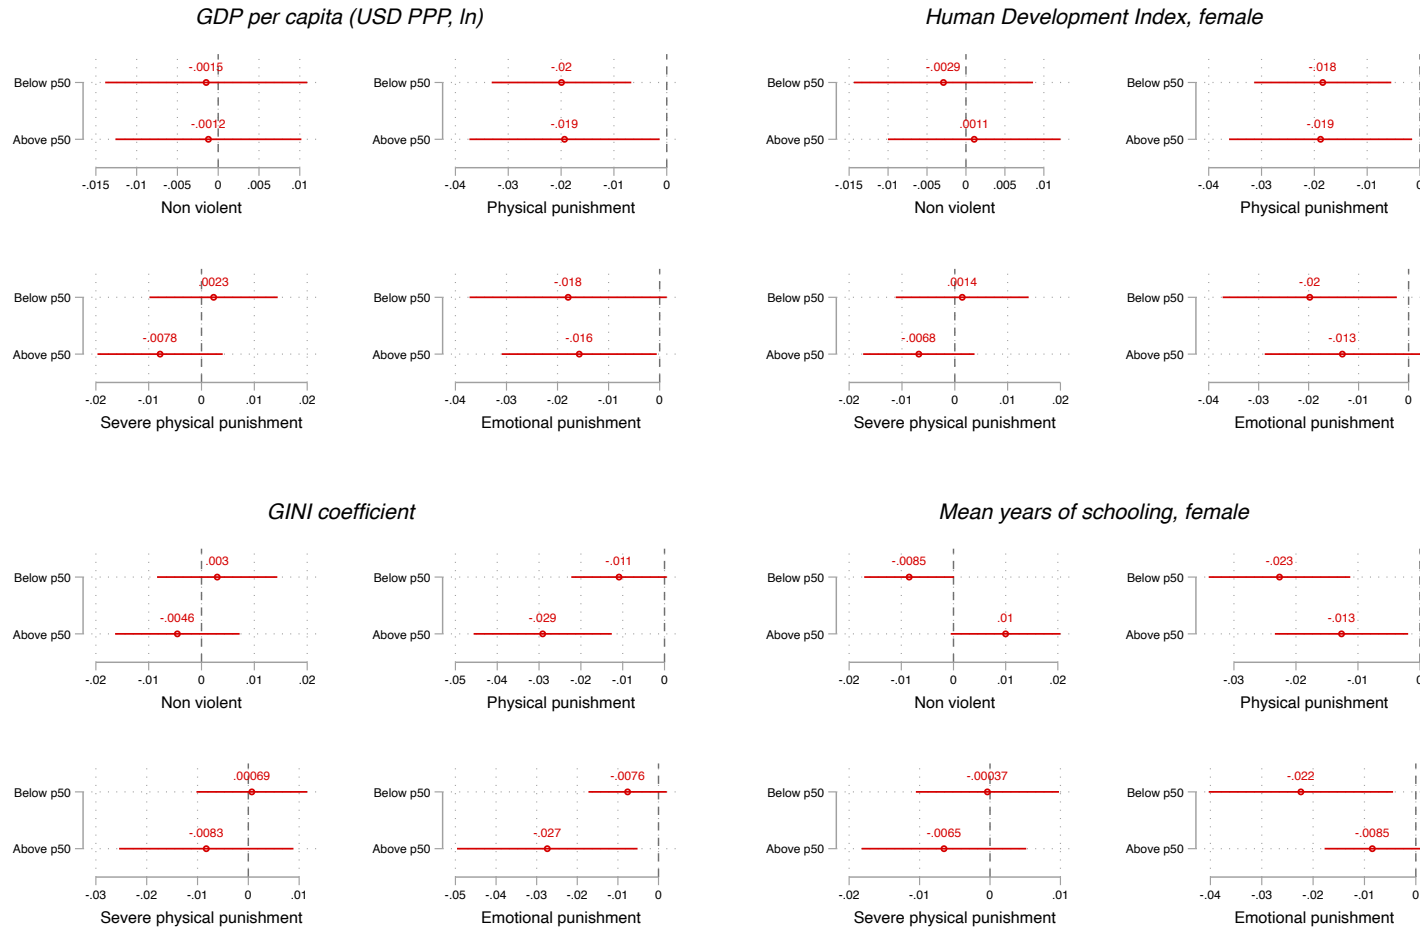 GDP per capita (USD PPP, ln)
Below p50
-.0015
Above p50
-.0012
-.015 -.01 -.005 0 .005 .01
Non violent
Below p50
-.02
Above p50
-.019
-.04 -.03 -.02 -.01 0
Physical punishment
Below p50
.0023
Above p50
-.0078
-.02 -.01 0 .01 .02
Severe physical punishment
Below p50
-.018
Above p50
-.016
-.04 -.03 -.02 -.01 0
Emotional punishment
Human Development Index, female
Below p50
-.0029
Above p50
.0011
-.015 -.01 -.005 0 .005 .01
Non violent
Below p50
-.018
Above p50
-.019
-.04 -.03 -.02 -.01 0
Physical punishment
Below p50
.0014
Above p50
-.0068
-.02 -.01 0 .01 .02
Severe physical punishment
Below p50
-.02
Above p50
-.013
-.04 -.03 -.02 -.01 0
Emotional punishment
GINI coefficient
Below p50
.003
Above p50
-.0046
-.02 -.01 0 .01 .02
Non violent
Below p50
-.011
Above p50
-.029
-.05 -.04 -.03 -.02 -.01 0
Physical punishment
Below p50
.00069
Above p50
-.0083
-.03 -.02 -.01 0 .01
Severe physical punishment
Below p50
-.0076
Above p50
-.027
-.05 -.04 -.03 -.02 -.01 0
Emotional punishment
Mean years of schooling, female
Below p50
-.0085
Above p50
.01
-.02 -.01 0 .01 .02
Non violent
Below p50
-.023
Above p50
-.013
-.03 -.02 -.01 0
Physical punishment
Below p50
-.00037
Above p50
-.0065
-.02 -.01 0 .01
Severe physical punishment
Below p50
-.022
Above p50
-.0085
-.04 -.03 -.02 -.01 0
Emotional punishment